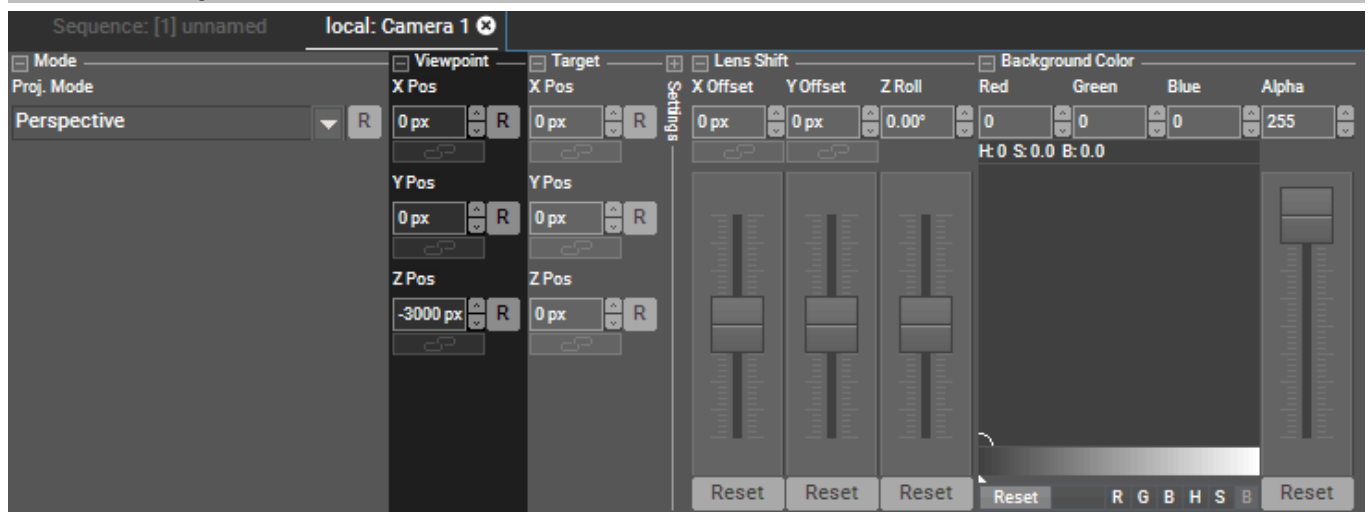 Sequence: [1] unnamed local: Camera 1
Mode Viewpoint Target Lens Shift Background Color
Proj. Mode X Pos X Pos Settings X Offset Y Offset Z Roll Red Green Blue Alpha
Perspective R 0 px R 0 px R 0 px 0 px 0.00° 0 0 0 255
H: 0 S: 0.0 B: 0.0
Y Pos Y Pos
0 px R 0 px R
Z Pos Z Pos
-3000 px R 0 px R
Reset Reset Reset Reset R G B H S B Reset